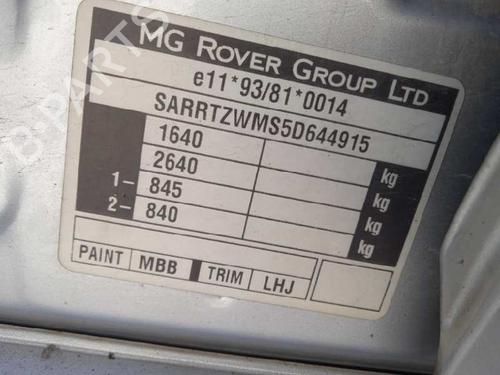 B-PARTS
MG ROVER GROUP LTD
e11*93/81*0014
SARRTZWMS5D644915
1640 kg
2640 kg
1- 845 kg
2- 840 kg
PAINT MBB TRIM LHJ